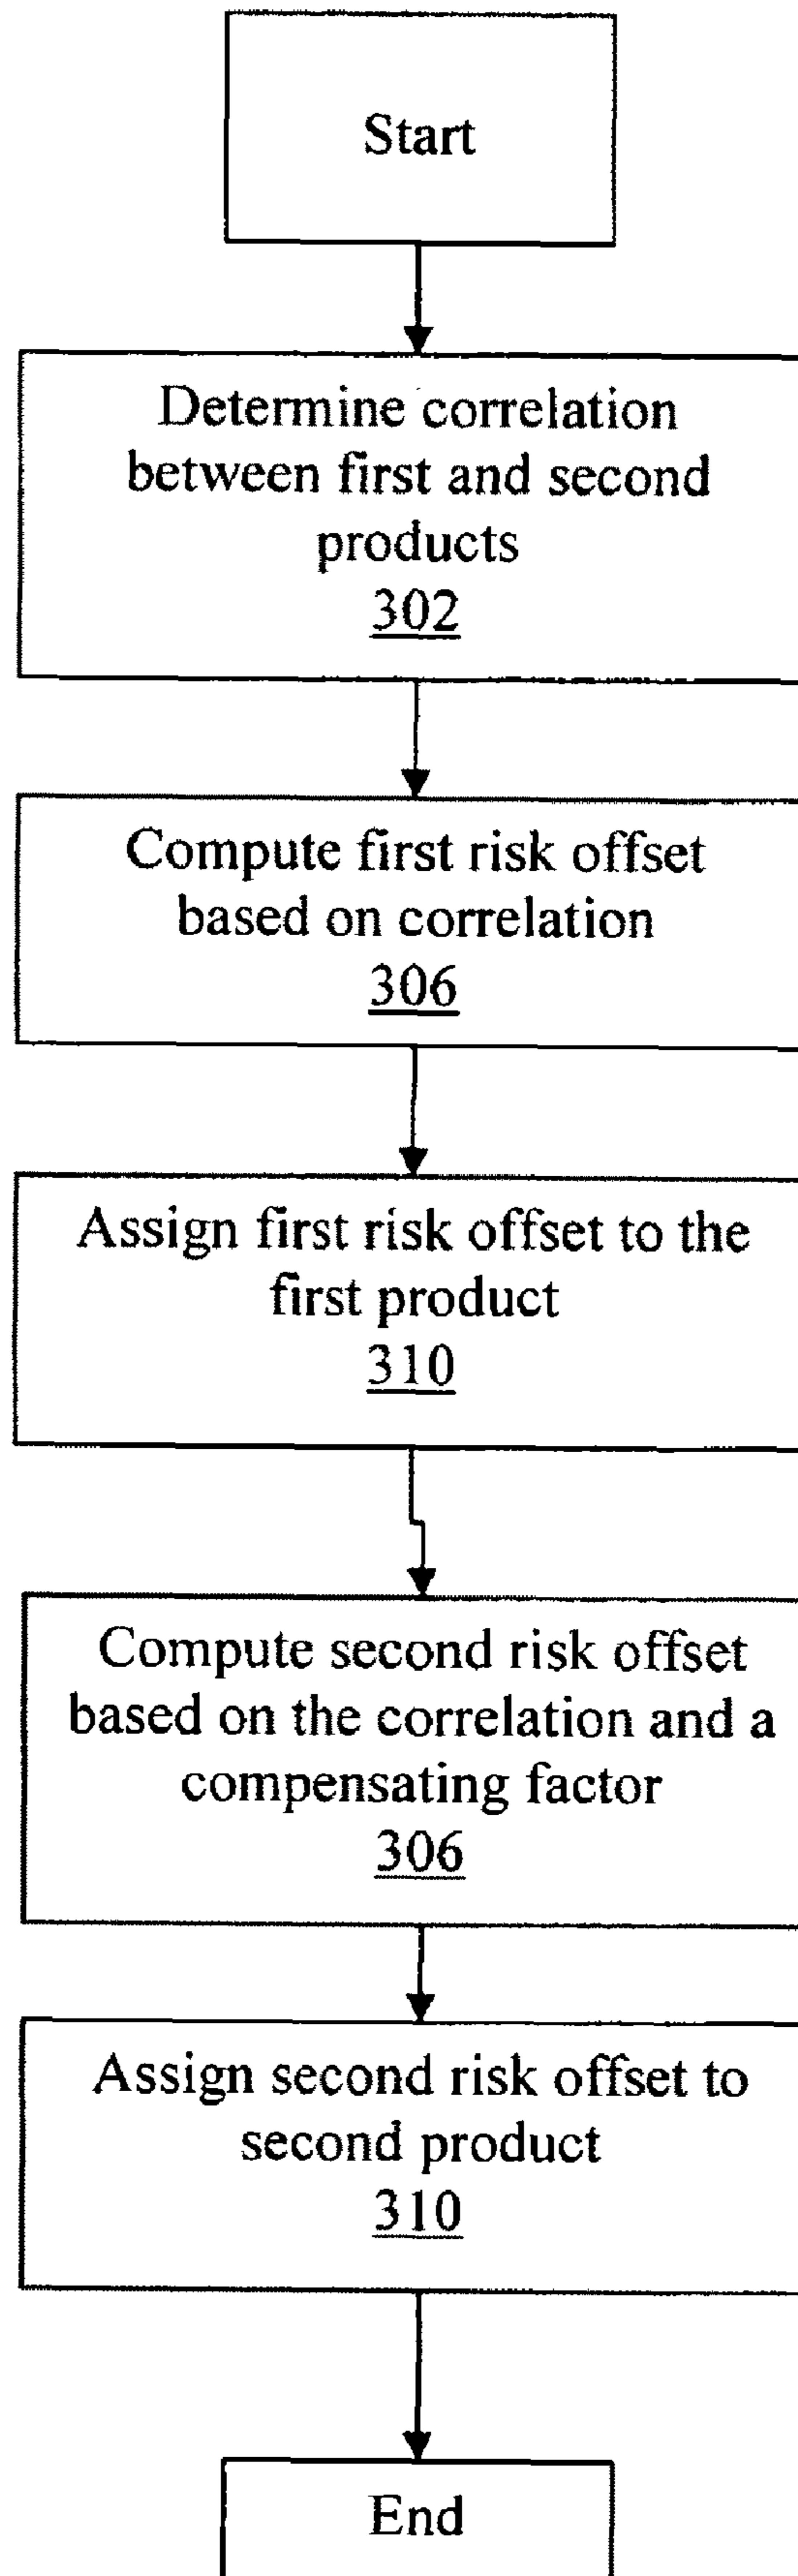 Start
Determine correlation
between first and second
products
302
Compute first risk offset
based on correlation
306
Assign first risk offset to the
first product
310
Compute second risk offset
based on the correlation and a
compensating factor
306
Assign second risk offset to
second product
310
End